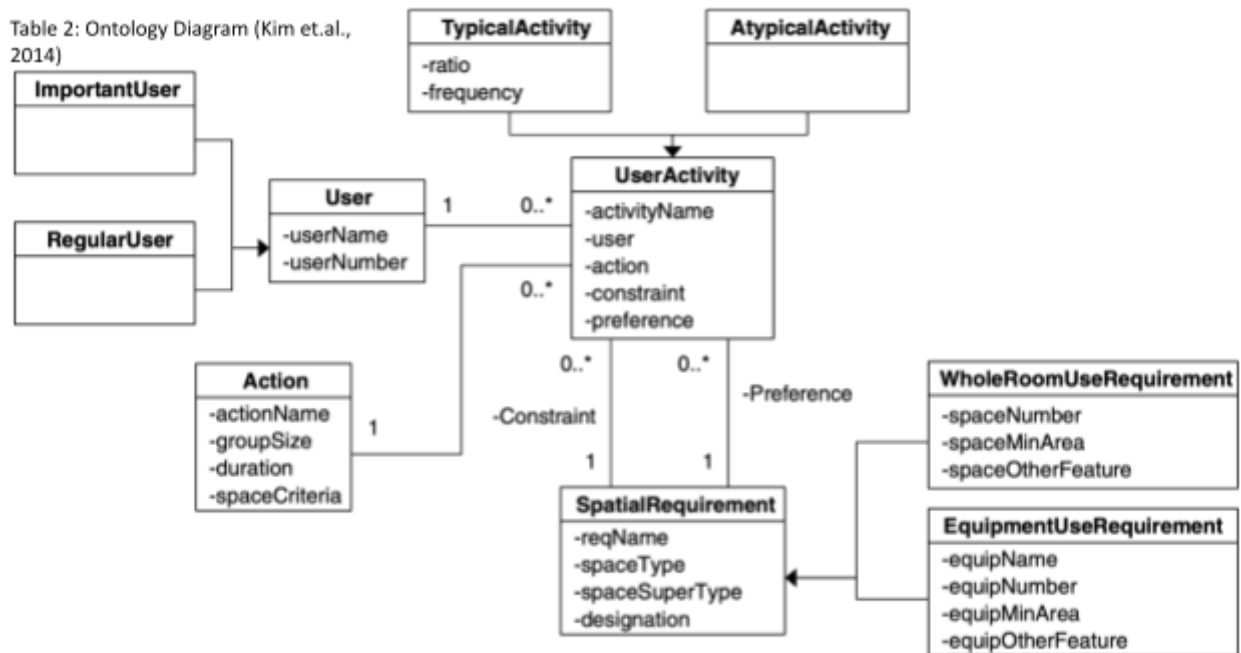 Table 2: Ontology Diagram (Kim et.al.,
2014)
TypicalActivity
-ratio
-frequency
AtypicalActivity
ImportantUser
RegularUser
User
-userName
-userNumber
1
0..*
UserActivity
-activityName
-user
-action
-constraint
-preference
0..*
Action
-actionName
-groupSize
-duration
-spaceCriteria
1
0..*
0..*
-Constraint
-Preference
1
1
SpatialRequirement
-reqName
-spaceType
-spaceSuperType
-designation
WholeRoomUseRequirement
-spaceNumber
-spaceMinArea
-spaceOtherFeature
EquipmentUseRequirement
-equipName
-equipNumber
-equipMinArea
-equipOtherFeature